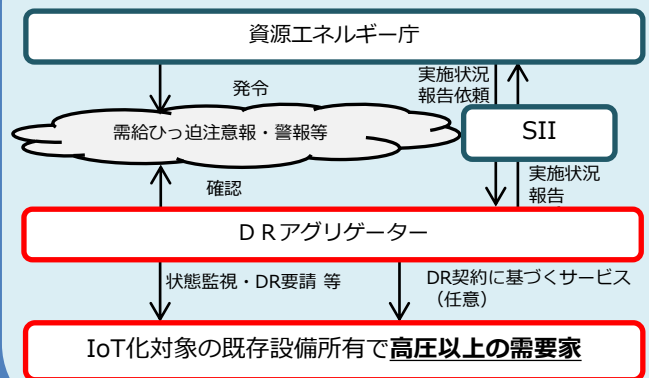 資源エネルギー庁
発令
実施状況
報告依頼
需給ひっ迫注意報・警報等
SII
確認
実施状況
報告
ＤＲアグリゲーター
状態監視・DR要請 等
DR契約に基づくサービス
（任意）
IoT化対象の既存設備所有で高圧以上の需要家